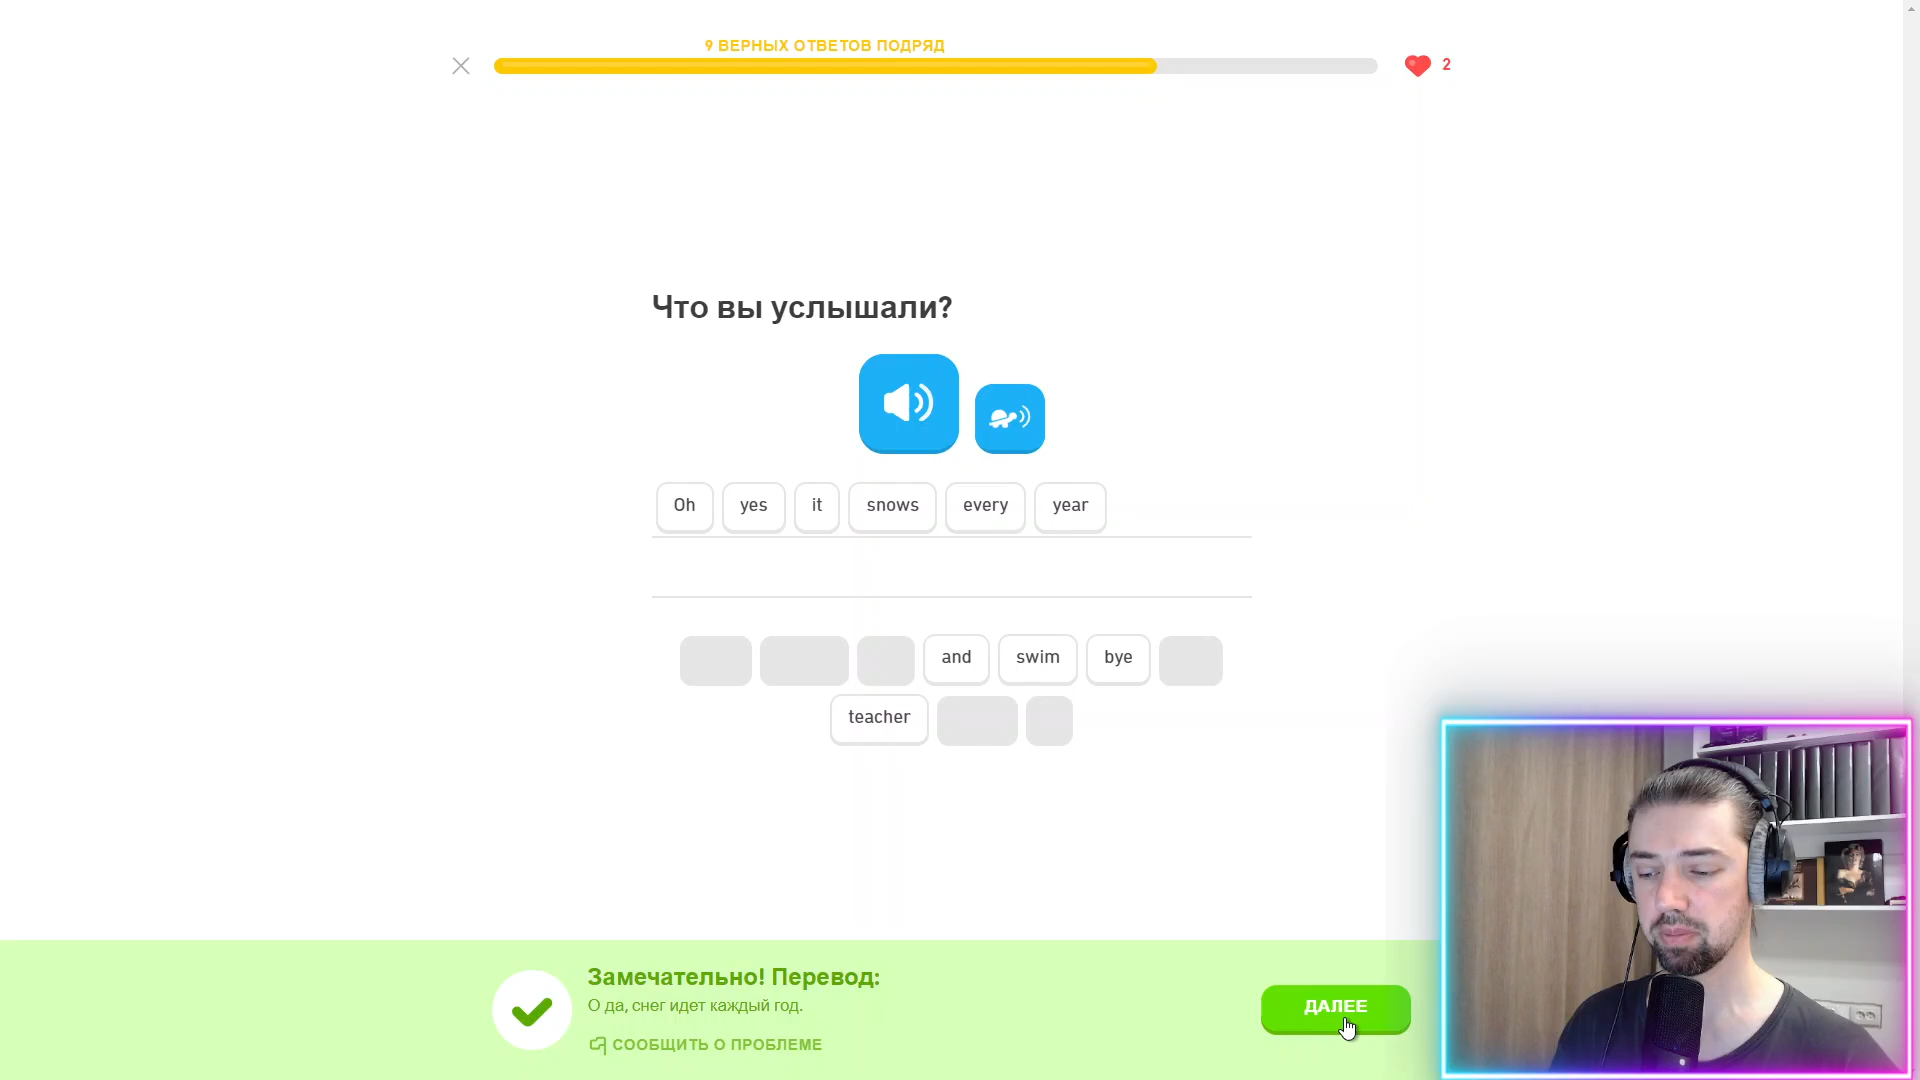 9 ВЕРНЫХ ОТВЕТОВ ПОДРЯД
2
Что вы услышали?
Oh yes it snows every year
and swim bye
teacher
Замечательно! Перевод:
О да, снег идет каждый год.
ДАЛЕЕ
СООБЩИТЬ О ПРОБЛЕМЕ